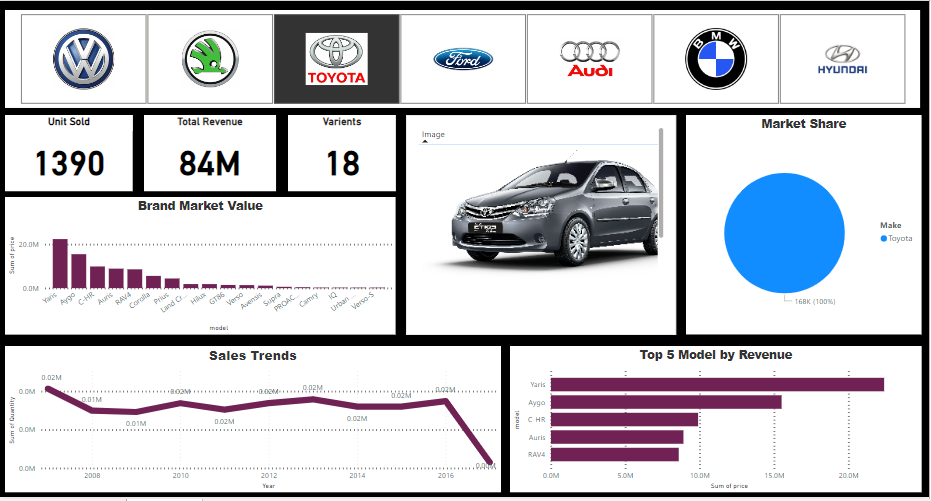 TOYOTA
Ford
Audi
BMW
HYUNDAI
Unit Sold
1390
Total Revenue
84M
Varients
18
Image
Market Share
Make
Toyota
168K (100%)
Brand Market Value
Sum of price
20.0M
0.0M
Yaris
Aygo
C-HR
Auris
RAV4
Corolla
Prius
Land Cr...
Hilux
GT86
Verso
Avensis
Supra
PROAC...
Camry
IQ
Urban ...
Verso-S
model
Sales Trends
Sum of Quantity
0.0M
0.0M
0.0M
0.02M
0.01M
0.01M
0.02M
0.02M
0.02M
0.02M
0.02M
0.02M
0.02M
0.00M
2008
2010
2012
2014
2016
Year
Top 5 Model by Revenue
model
Yaris
Aygo
C-HR
Auris
RAV4
0.0M
5.0M
10.0M
15.0M
20.0M
Sum of price